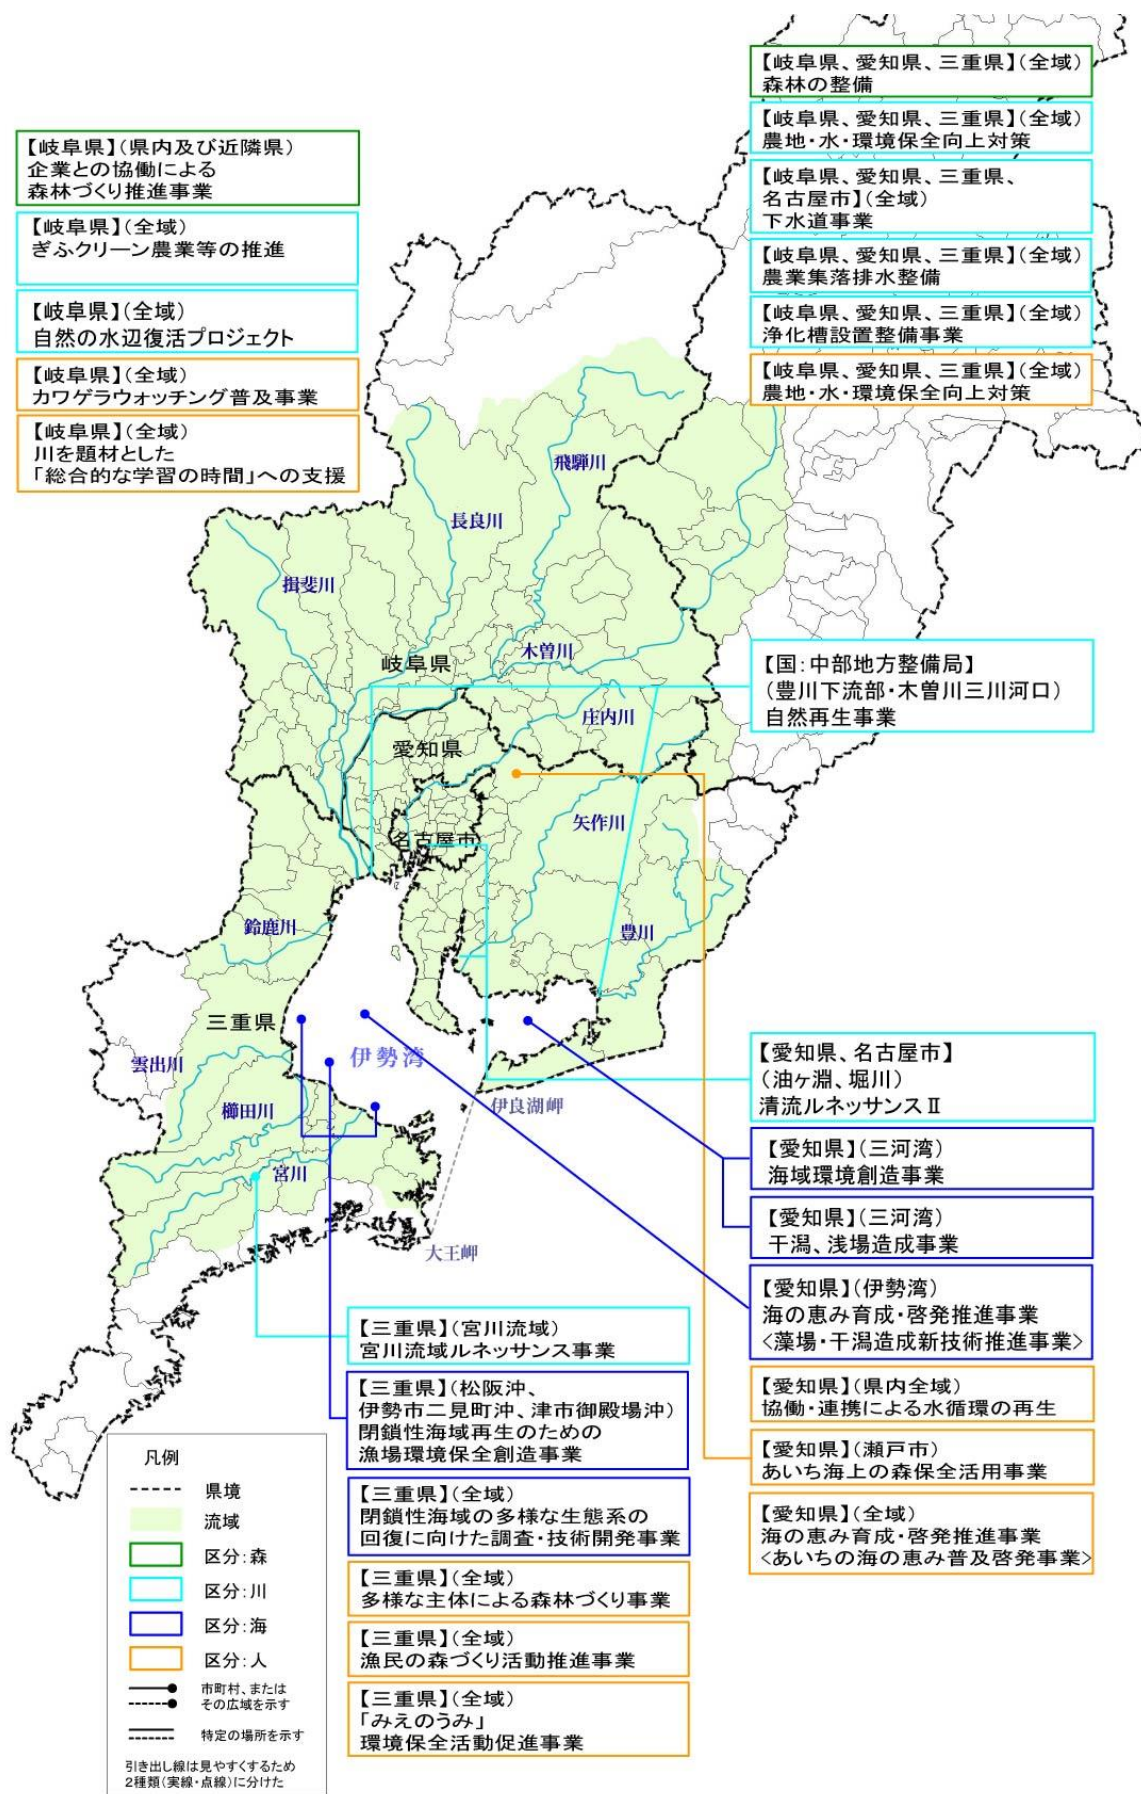 【岐阜県、愛知県、三重県】(全域)
森林の整備
【岐阜県、愛知県、三重県】(全域)
農地・水・環境保全向上対策
【岐阜県、愛知県、三重県、
名古屋市】(全域)
下水道事業
【岐阜県、愛知県、三重県】(全域)
農業集落排水整備
【岐阜県、愛知県、三重県】(全域)
浄化槽設置整備事業
【岐阜県、愛知県、三重県】(全域)
農地・水・環境保全向上対策
【岐阜県】(県内及び近隣県)
企業との協働による
森林づくり推進事業
【岐阜県】(全域)
ぎふクリーン農業等の推進
【岐阜県】(全域)
自然の水辺復活プロジェクト
【岐阜県】(全域)
カワゲラウォッチング普及事業
【岐阜県】(全域)
川を題材とした
「総合的な学習の時間」への支援
飛騨川
長良川
揖斐川
木曽川
岐阜県
庄内川
愛知県
矢作川
名古屋市
鈴鹿川
豊川
三重県
伊勢湾
雲出川
櫛田川
宮川
伊良湖岬
大王岬
【国:中部地方整備局】
(豊川下流部・木曽川三川河口)
自然再生事業
【愛知県、名古屋市】
(油ヶ淵、堀川)
清流ルネッサンスⅡ
【愛知県】(三河湾)
海域環境創造事業
【愛知県】(三河湾)
干潟、浅場造成事業
【愛知県】(伊勢湾)
海の恵み育成・啓発推進事業
<藻場・干潟造成新技術推進事業>
【愛知県】(県内全域)
協働・連携による水循環の再生
【愛知県】(瀬戸市)
あいち海上の森保全活用事業
【愛知県】(全域)
海の恵み育成・啓発推進事業
<あいちの海の恵み普及啓発事業>
【三重県】(宮川流域)
宮川流域ルネッサンス事業
【三重県】(松阪沖、
伊勢市二見町沖、津市御殿場沖)
閉鎖性海域再生のための
漁場環境保全創造事業
【三重県】(全域)
閉鎖性海域の多様な生態系の
回復に向けた調査・技術開発事業
【三重県】(全域)
多様な主体による森林づくり事業
【三重県】(全域)
漁民の森づくり活動推進事業
【三重県】(全域)
「みえのうみ」
環境保全活動促進事業
凡例
県境
流域
区分:森
区分:川
区分:海
区分:人
市町村、または
その広域を示す
特定の場所を示す
引き出し線は見やすくするため
2種類(実線・点線)に分けた